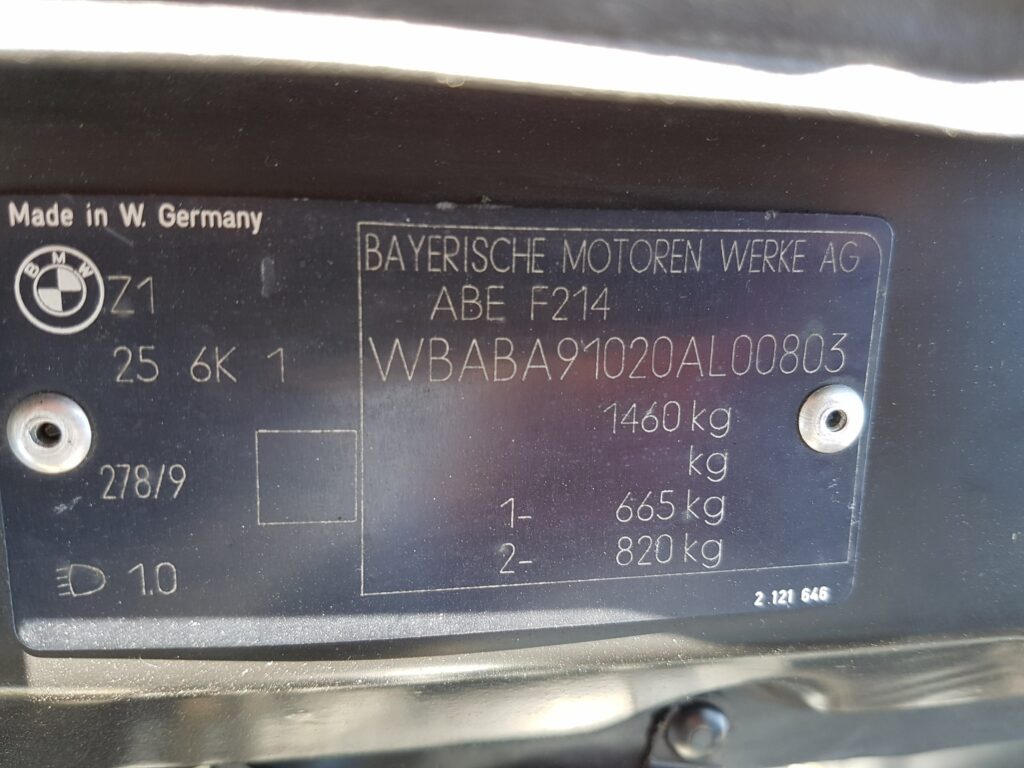 Made in W. Germany
BMW
Z1
25 6K 1
278/9
1.0
BAYERISCHE MOTOREN WERKE AG
ABE F214
WBABA91020AL00803
1460 kg
kg
1- 665 kg
2- 820 kg
2 121 646